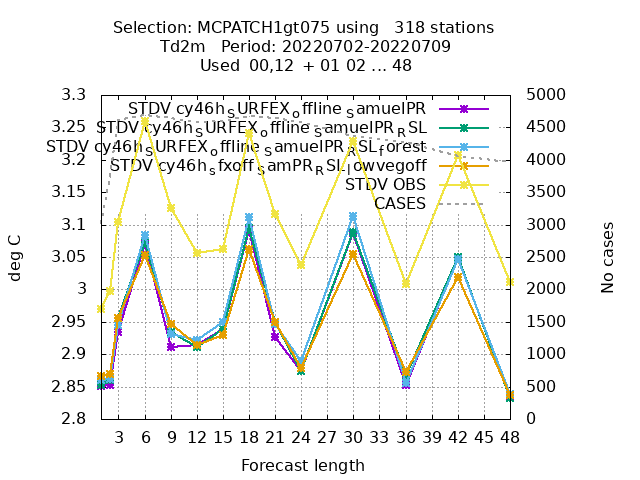 Selection: MCPATCH1gt075 using   318 stations
Td2m   Period: 20220702-20220709
Used  00,12  + 01 02 ... 48
STDV cy46h_SURFEX_offline_samuelPR
STDV cy46h_SURFEX_offline_samuelPR_RSL
STDV cy46h_SURFEX_offline_samuelPR_RSL_forest
STDV cy46h_sfxoff_SamPR_RSL_lowvegoff
STDV OBS
CASES
3.3
3.25
3.2
3.15
3.1
3.05
3
2.95
2.9
2.85
2.8
5000
4500
4000
3500
3000
2500
2000
1500
1000
500
0
deg C
No cases
3 6 9 12 15 18 21 24 27 30 33 36 39 42 45 48
Forecast length